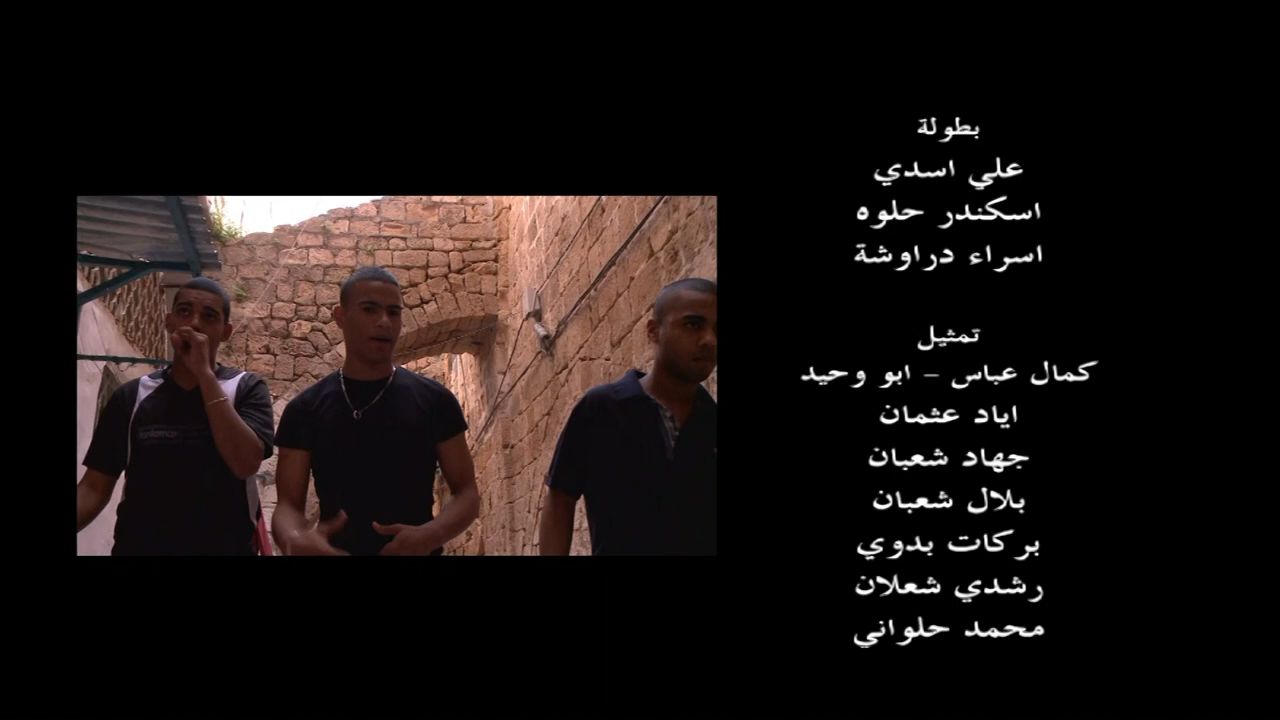 بطولة
علي اسدي
اسكندر حلوه
اسراء دراوشة
تمثيل
كمال عباس - ابو وحيد
اياد عثمان
جهاد شعبان
بلال شعبان
بركات بدوي
رشدي شعلان
محمد حلواني